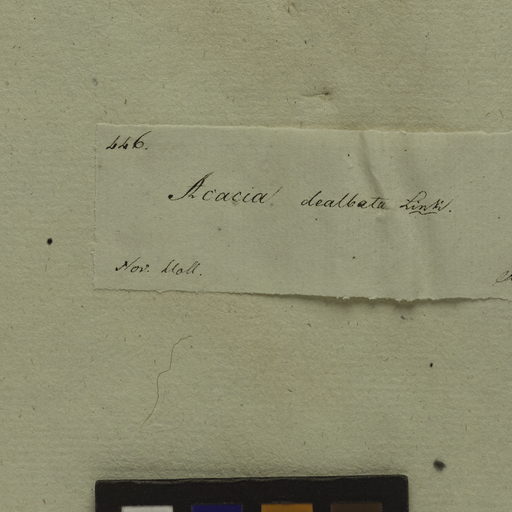 446.
Acacia dealbata Link.
Nov. Holl.